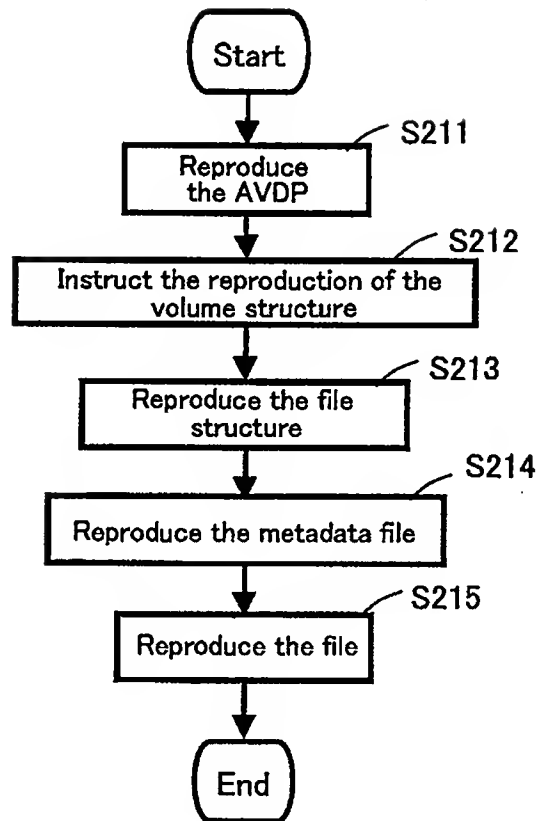 Start
S211
Reproduce
the AVDP
S212
Instruct the reproduction of the
volume structure
S213
Reproduce the file
structure
S214
Reproduce the metadata file
S215
Reproduce the file
End